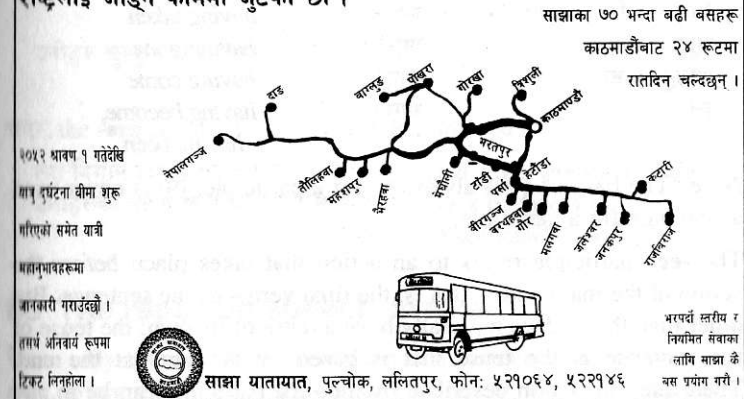 राष्ट्रलाई जोड्ने काममा जुटेका छौं ।
साझाका ७० भन्दा बढी बसहरू
काठमाडौंबाट २४ रूटमा
रातदिन चल्दछन् ।
दाङ
बाग्लुङ
पोखरा
गोरखा
त्रिशुली
काठमाण्डौ
नेपालगञ्ज
तौलिहवा
महेशपुर
भैरहवा
मेघौली
भरतपुर
हेटौंडा
पर्सा
वीरगञ्ज
गौर
मलंगवा
जलेश्वर
जनकपुर
राजविराज
कटारी
२०५२ श्रावण १ गतेदेखि
यात्रु दुर्घटना वीमा शुरू
गरिएको समेत यात्री
महानुभावहरूमा
जानकारी गराउँदछौं
तसर्थ अनिवार्य रूपमा
टिकट लिनुहोला ।
भरपर्दो स्तरीय र
नियमित सेवाका
लागि साझा कै
बस प्रयोग गरौं ।
साझा यातायात, पुल्चोक, ललितपुर, फोन: ५२१०६४, ५२२१४६